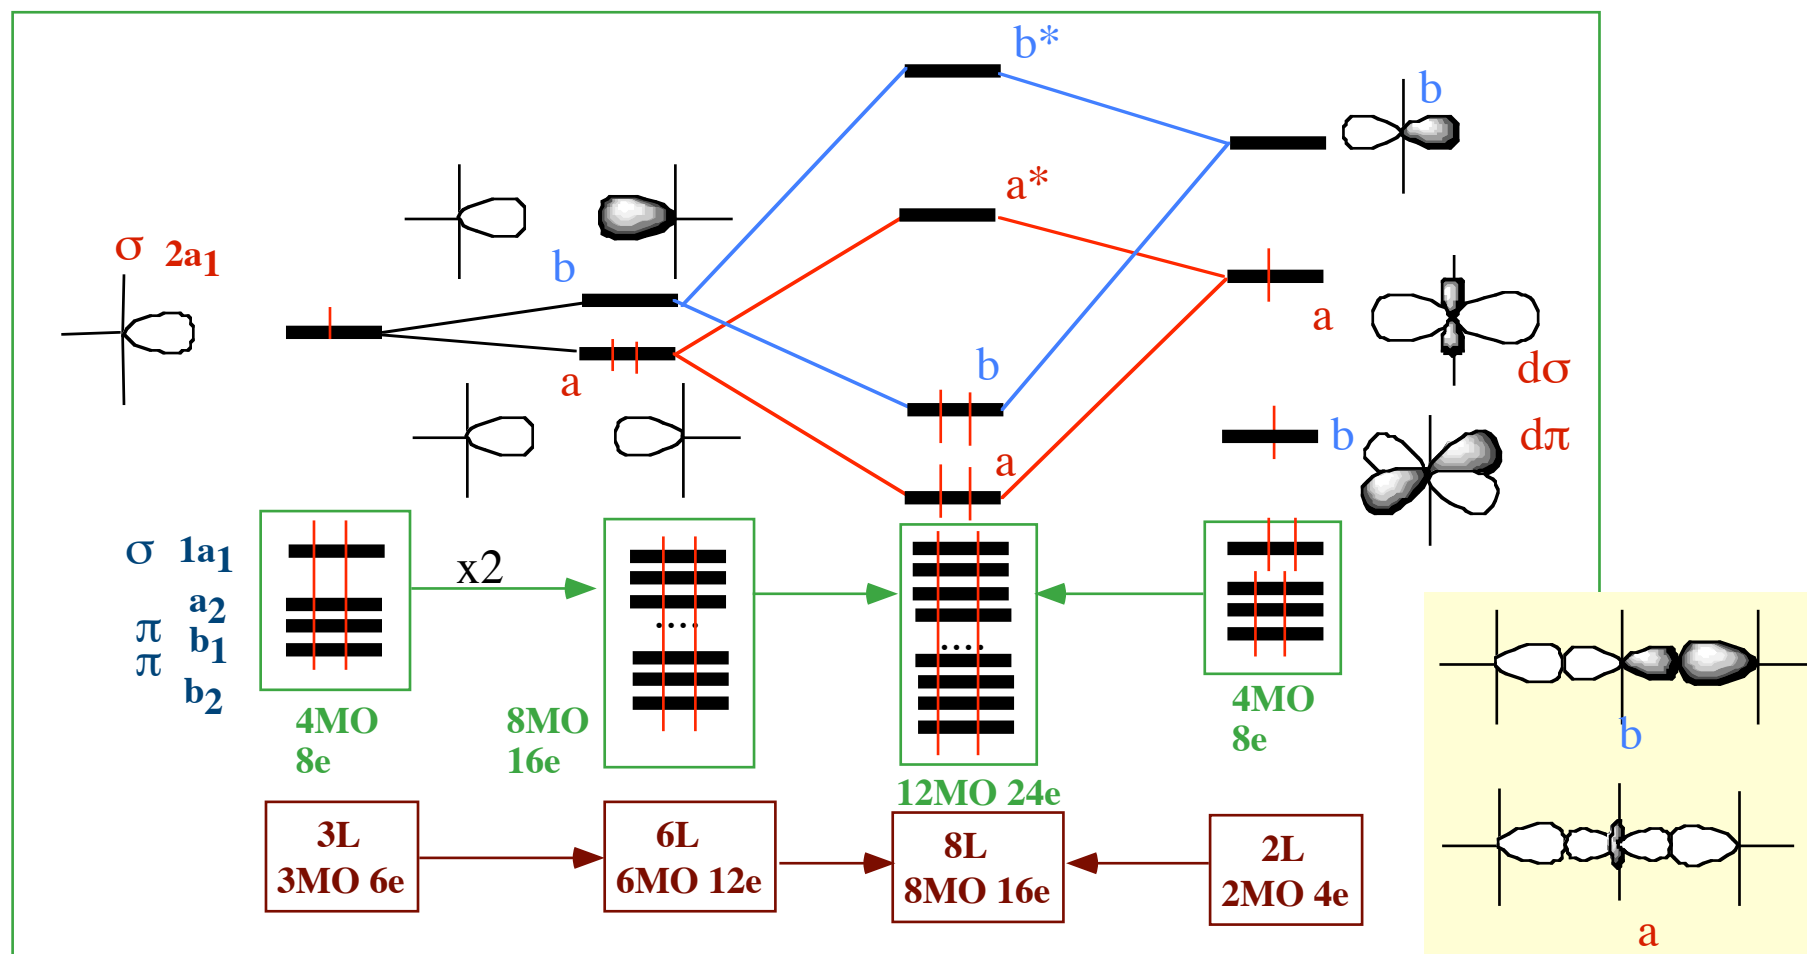 b*
b
a*
σ 2a1
b
a
a
dσ
b
b
dπ
a
σ 1a1
x2
a2
π b1
π
b2
....
....
4MO
8e
8MO
16e
12MO 24e
4MO
8e
b
3L
3MO 6e
6L
6MO 12e
8L
8MO 16e
2L
2MO 4e
a